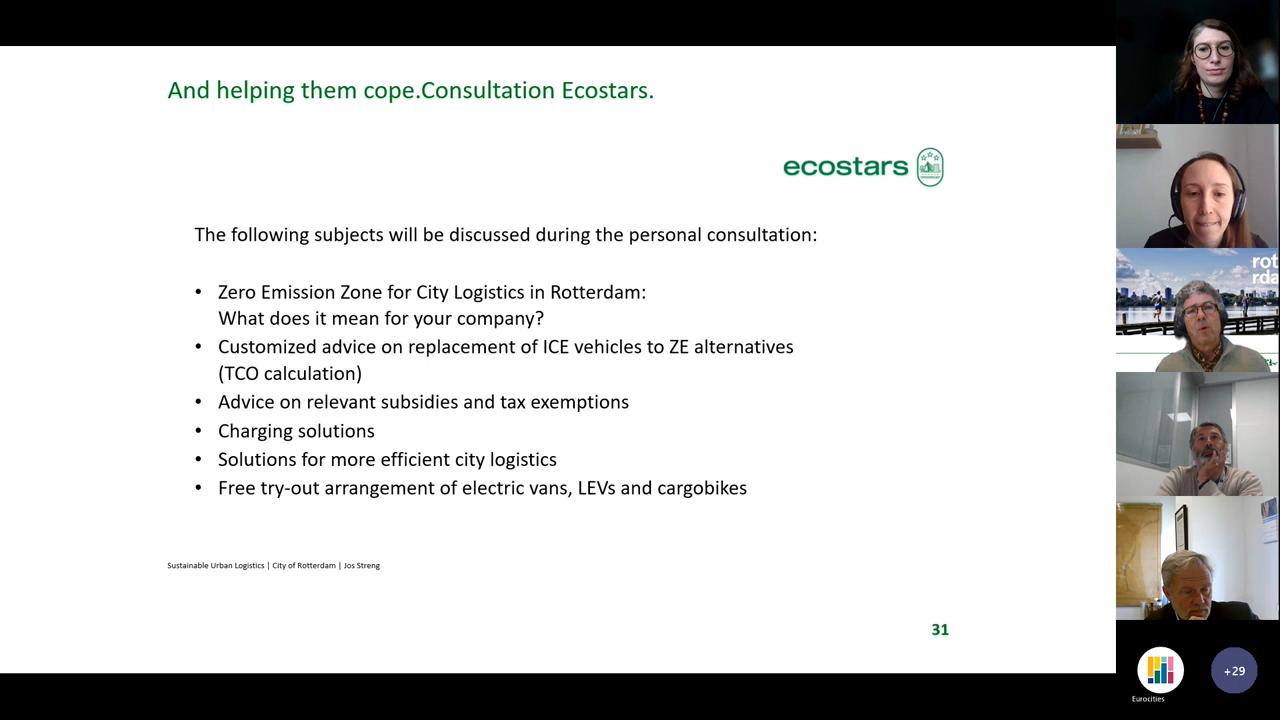 And helping them cope.Consultation Ecostars.
ecostars
The following subjects will be discussed during the personal consultation:
• Zero Emission Zone for City Logistics in Rotterdam:
What does it mean for your company?
• Customized advice on replacement of ICE vehicles to ZE alternatives
(TCO calculation)
• Advice on relevant subsidies and tax exemptions
• Charging solutions
• Solutions for more efficient city logistics
• Free try-out arrangement of electric vans, LEVs and cargobikes
Sustainable Urban Logistics | City of Rotterdam | Jos Streng
31
rot
rda
+29
Eurocities